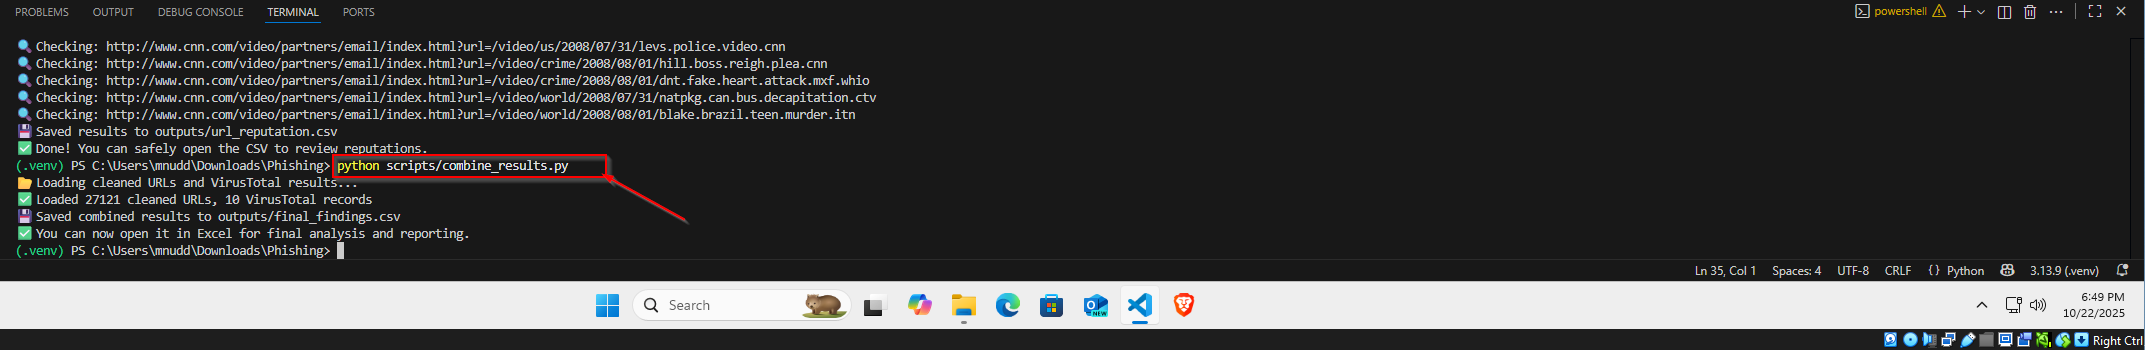 PROBLEMS OUTPUT DEBUG CONSOLE TERMINAL PORTS powershell
Checking: http://www.cnn.com/video/partners/email/index.html?url=/video/us/2008/07/31/levs.police.video.cnn
Checking: http://www.cnn.com/video/partners/email/index.html?url=/video/crime/2008/08/01/hill.boss.reigh.plea.cnn
Checking: http://www.cnn.com/video/partners/email/index.html?url=/video/crime/2008/08/01/dnt.fake.heart.attack.mxf.whio
Checking: http://www.cnn.com/video/partners/email/index.html?url=/video/world/2008/07/31/natpkg.can.bus.decapitation.ctv
Checking: http://www.cnn.com/video/partners/email/index.html?url=/video/world/2008/08/01/blake.brazil.teen.murder.itn
Saved results to outputs/url_reputation.csv
Done! You can safely open the CSV to review reputations.
(.venv) PS C:\Users\mnudd\Downloads\Phishing> python scripts/combine_results.py
Loading cleaned URLs and VirusTotal results...
Loaded 27121 cleaned URLs, 10 VirusTotal records
Saved combined results to outputs/final_findings.csv
You can now open it in Excel for final analysis and reporting.
(.venv) PS C:\Users\mnudd\Downloads\Phishing>
Ln 35, Col 1 Spaces: 4 UTF-8 CRLF {} Python 3.13.9 (.venv)
Search NEW 6:49 PM
10/22/2025
Right Ctrl